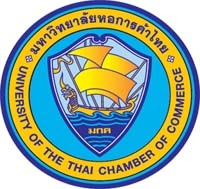 มหาวิทยาลัยหอการค้าไทย
มกค
UNIVERSITY OF THE THAI CHAMBER OF COMMERCE